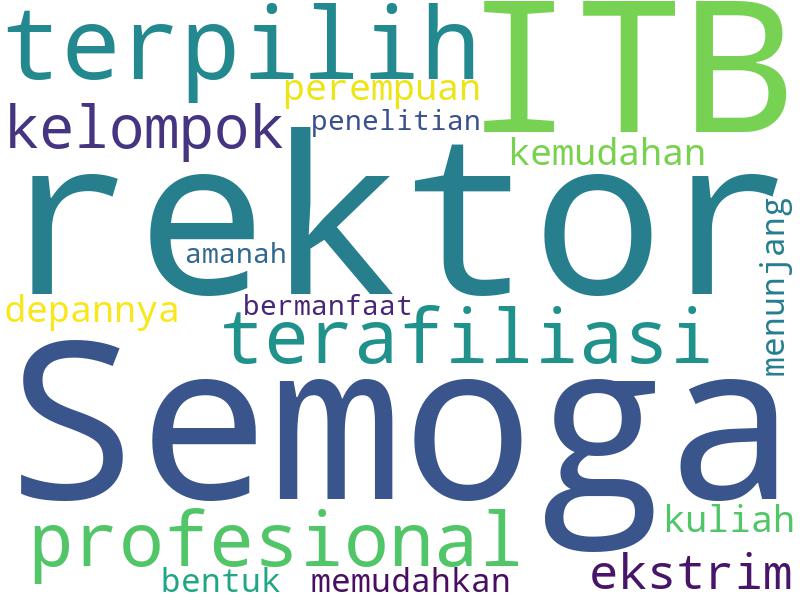 terpilih
ITB
perempuan
kelompok
penelitian
kemudahan
rektor
menunjang
amanah
depannya
bermanfaat
terafiliasi
Semoga
profesional
kuliah
bentuk
memudahkan
ekstrim